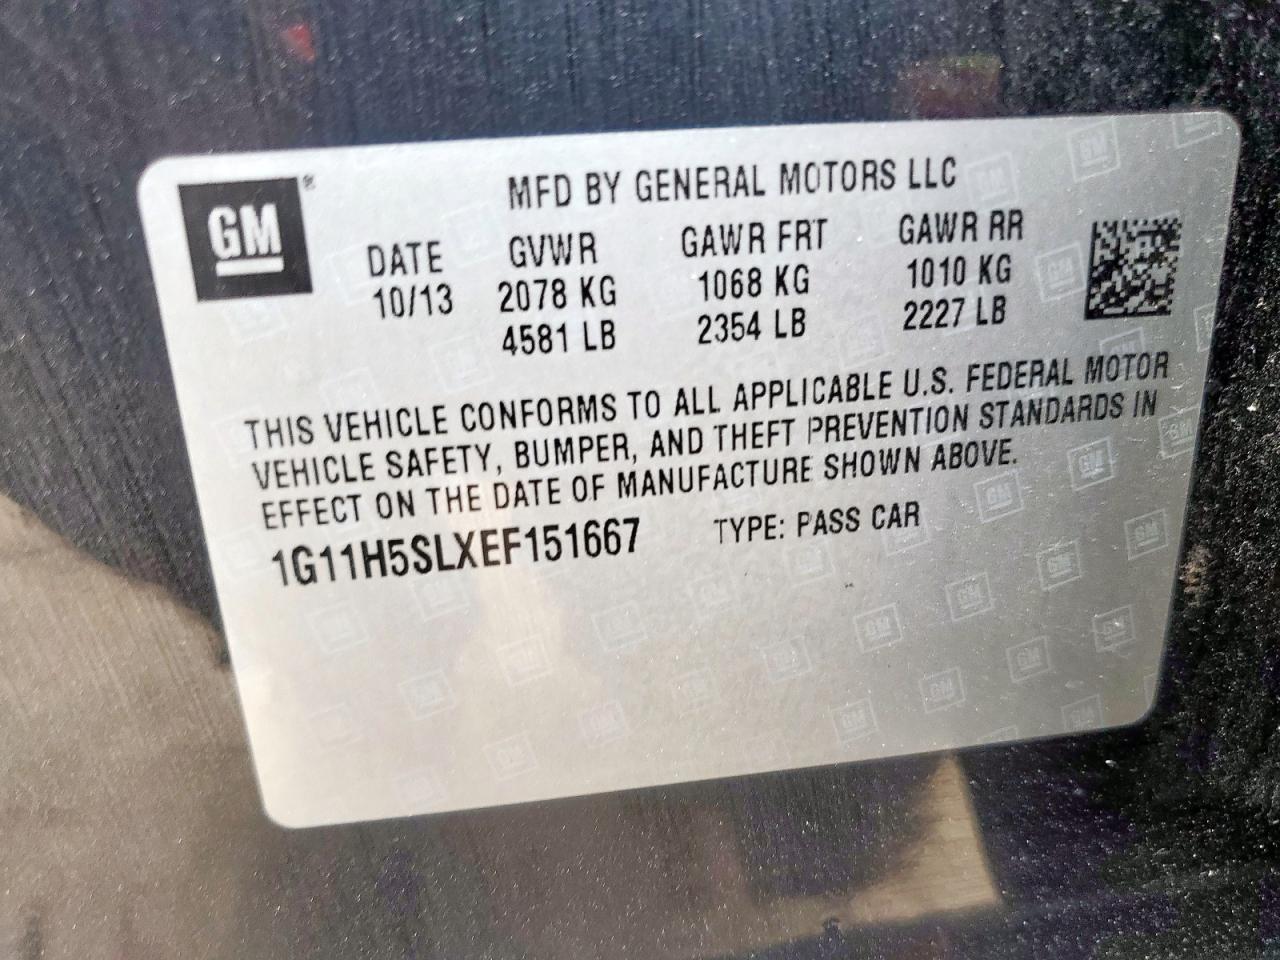 GM®
MFD BY GENERAL MOTORS LLC
DATE GVWR GAWR FRT GAWR RR
10/13 2078 KG 1068 KG 1010 KG
4581 LB 2354 LB 2227 LB
THIS VEHICLE CONFORMS TO ALL APPLICABLE U.S. FEDERAL MOTOR
VEHICLE SAFETY, BUMPER, AND THEFT PREVENTION STANDARDS IN
EFFECT ON THE DATE OF MANUFACTURE SHOWN ABOVE.
1G11H5SLXEF151667 TYPE: PASS CAR